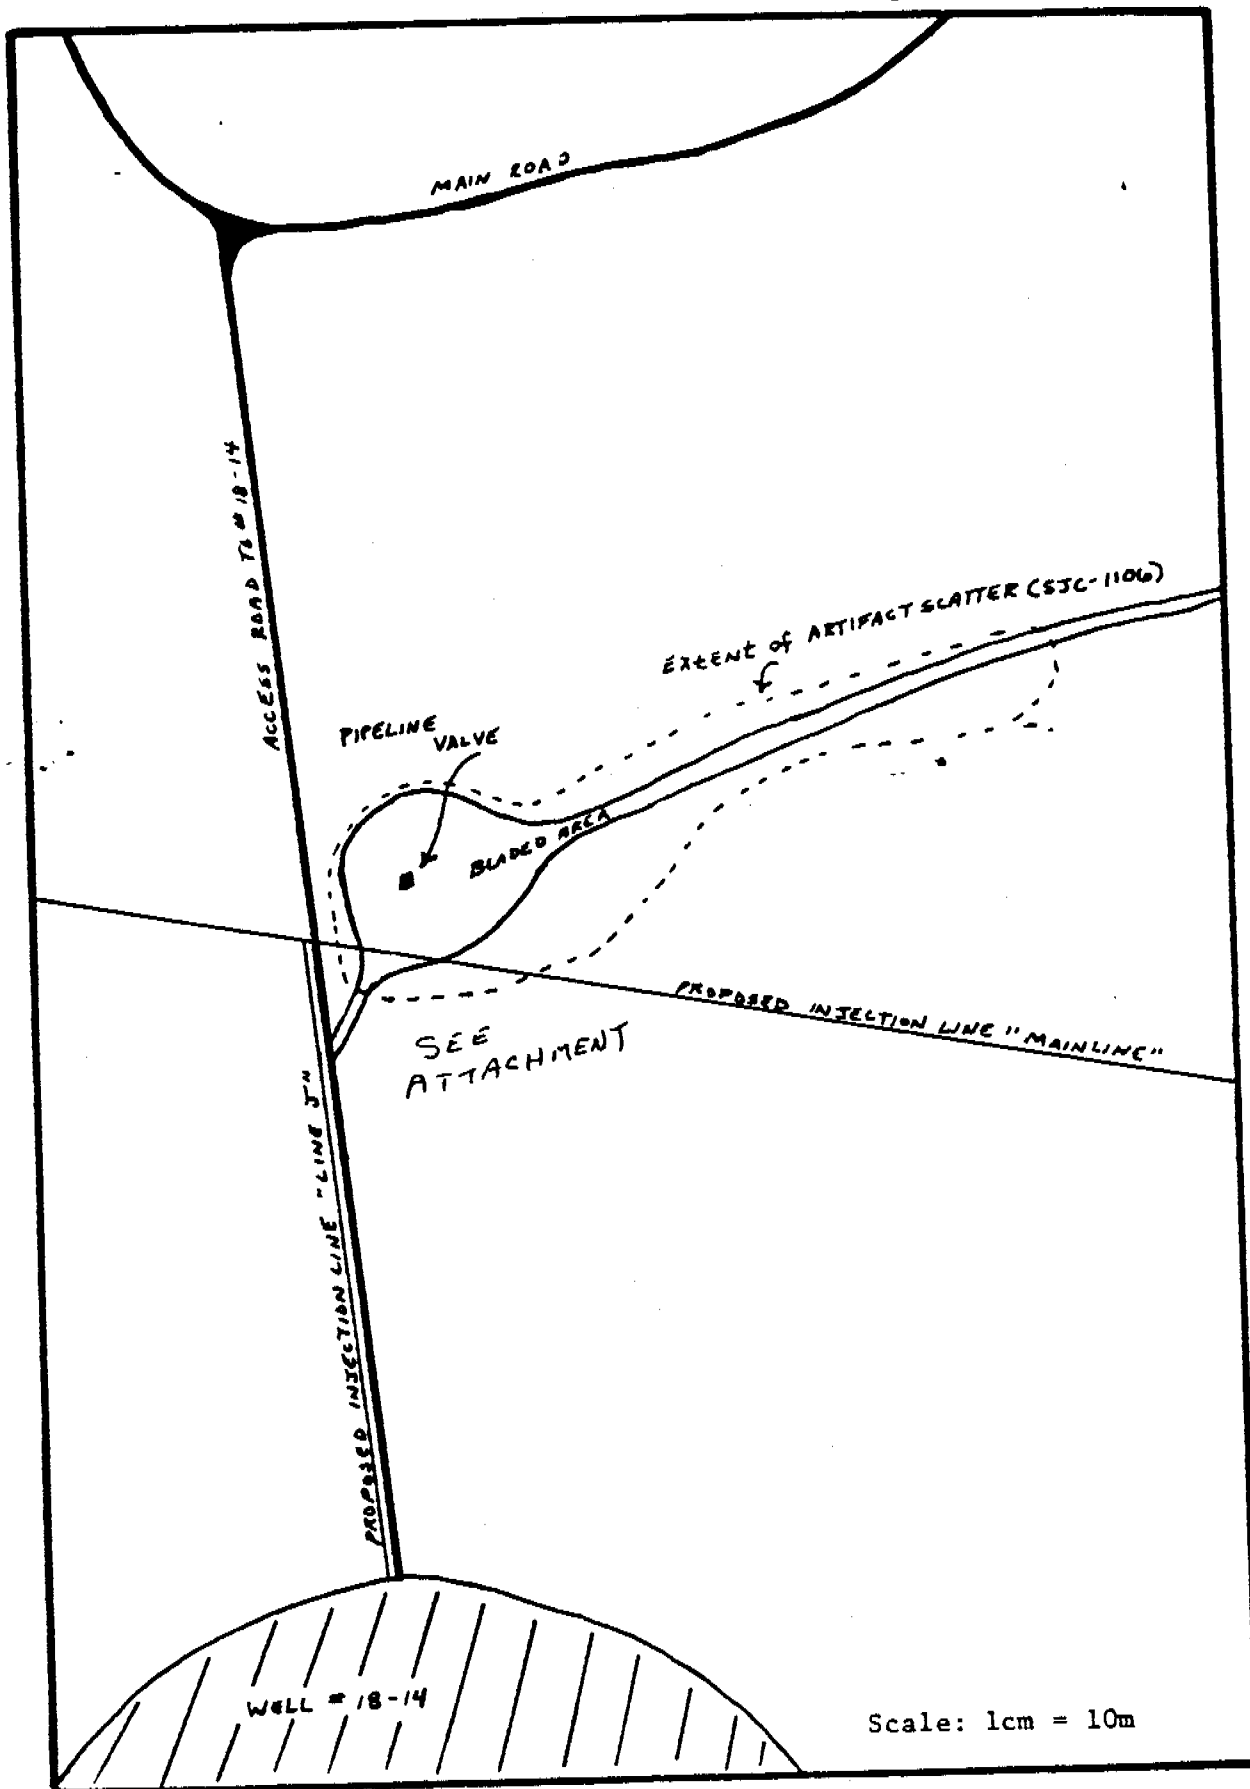 MAIN ROAD
ACCESS ROAD TO # 18-14
EXTENT of ARTIFACT SCATTER (SJC-1106)
PIPELINE
VALVE
BLADED AREA
PROPOSED INJECTION LINE "MAINLINE"
SEE
ATTACHMENT
PROPOSED INJECTION LINE "LINE J"
WELL # 18-14
Scale: 1cm = 10m